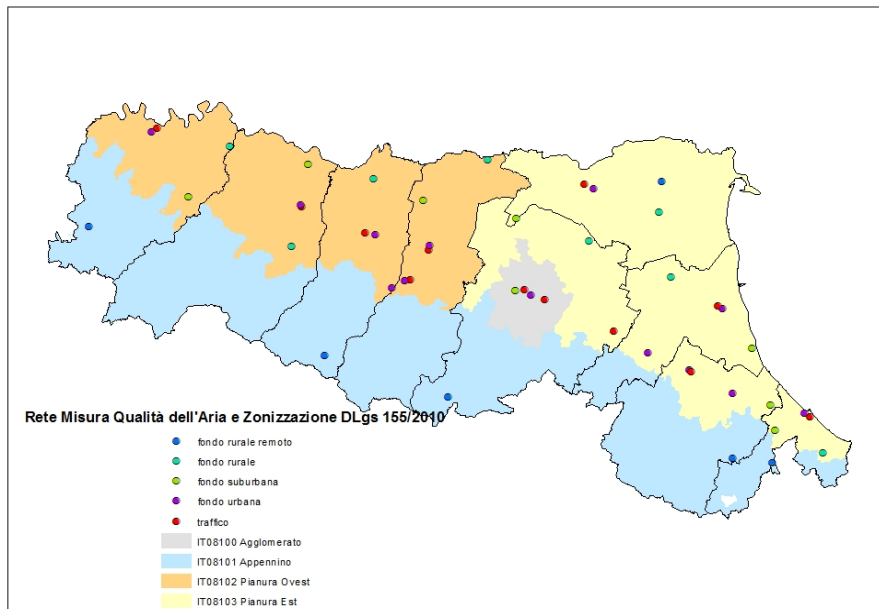 Rete Misura Qualità dell'Aria e Zonizzazione DLgs 155/2010
fondo rurale remoto
fondo rurale
fondo suburbana
fondo urbana
traffico
IT08100 Agglomerato
IT08101 Appennino
IT08102 Pianura Ovest
IT08103 Pianura Est